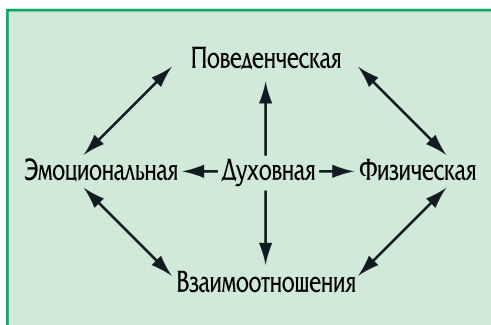 Поведенческая
Эмоциональная Духовная Физическая
Взаимоотношения